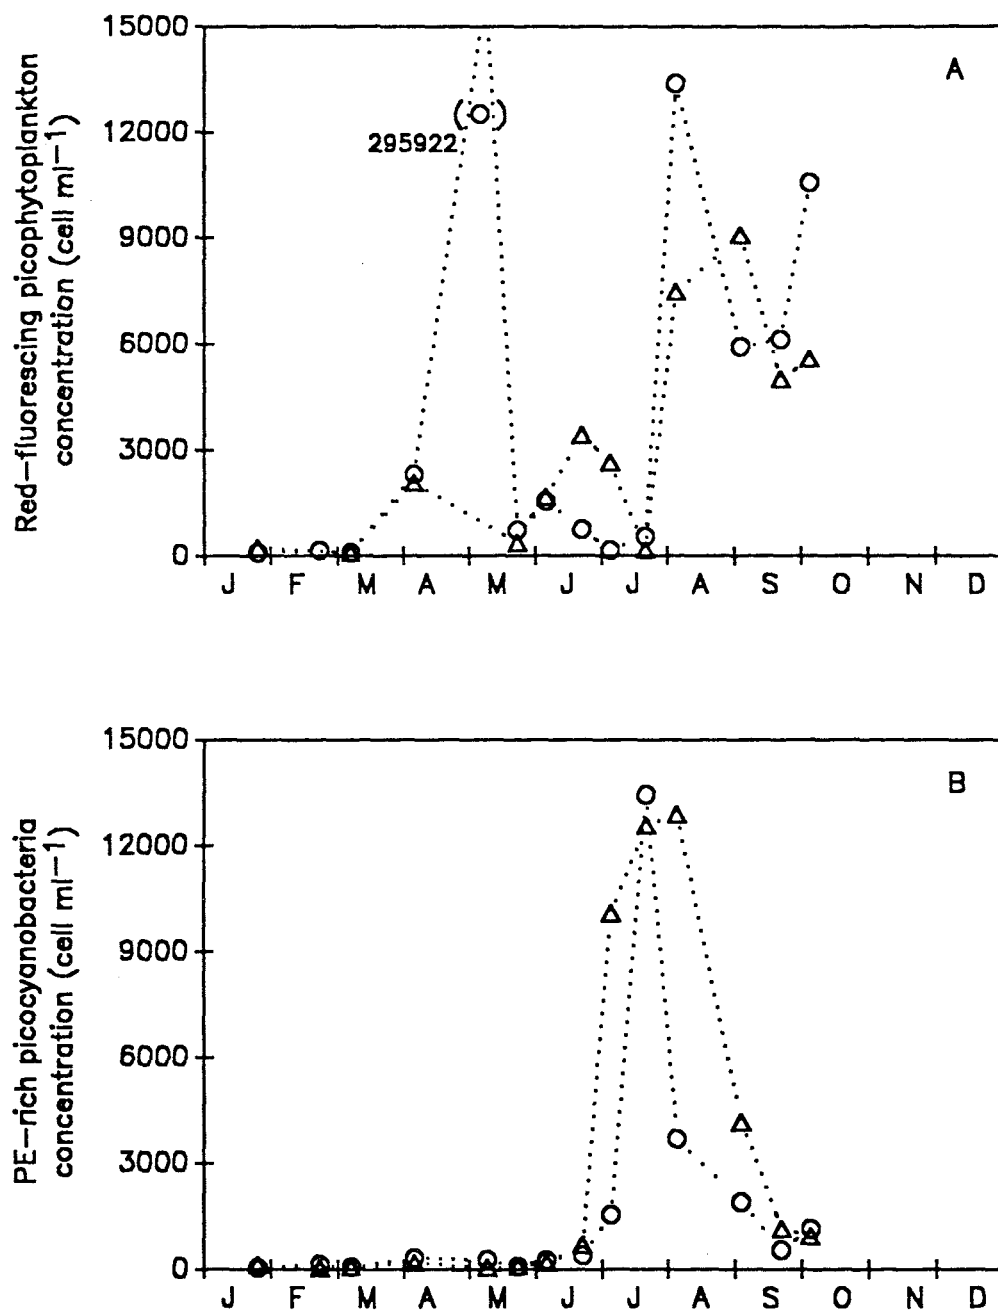 Red-fluorescing picophytoplankton
concentration (cell ml⁻¹)
15000
12000
9000
6000
3000
0
A
(O)
295922
J F M A M J J A S O N D
PE-rich picocyanobacteria
concentration (cell ml⁻¹)
15000
12000
9000
6000
3000
0
B
J F M A M J J A S O N D